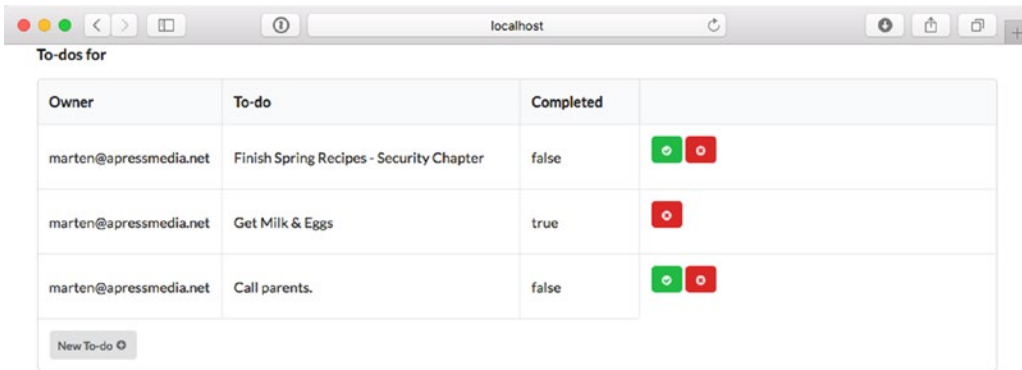 localhost
To-dos for
Owner To-do Completed
marten@apressmedia.net Finish Spring Recipes - Security Chapter false
marten@apressmedia.net Get Milk & Eggs true
marten@apressmedia.net Call parents. false
New To-do